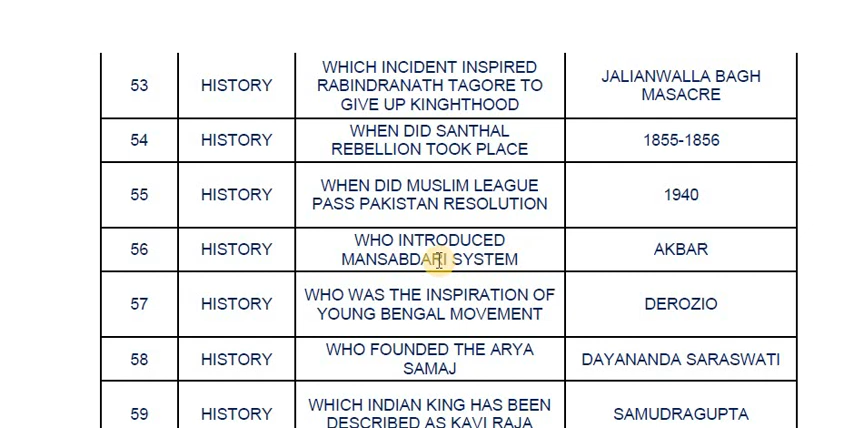 53 HISTORY WHICH INCIDENT INSPIRED RABINDRANATH TAGORE TO GIVE UP KINGHTHOOD JALIANWALLA BAGH MASACRE
54 HISTORY WHEN DID SANTHAL REBELLION TOOK PLACE 1855-1856
55 HISTORY WHEN DID MUSLIM LEAGUE PASS PAKISTAN RESOLUTION 1940
56 HISTORY WHO INTRODUCED MANSABDARI SYSTEM AKBAR
57 HISTORY WHO WAS THE INSPIRATION OF YOUNG BENGAL MOVEMENT DEROZIO
58 HISTORY WHO FOUNDED THE ARYA SAMAJ DAYANANDA SARASWATI
59 HISTORY WHICH INDIAN KING HAS BEEN DESCRIBED AS KAVI RAJA SAMUDRAGUPTA